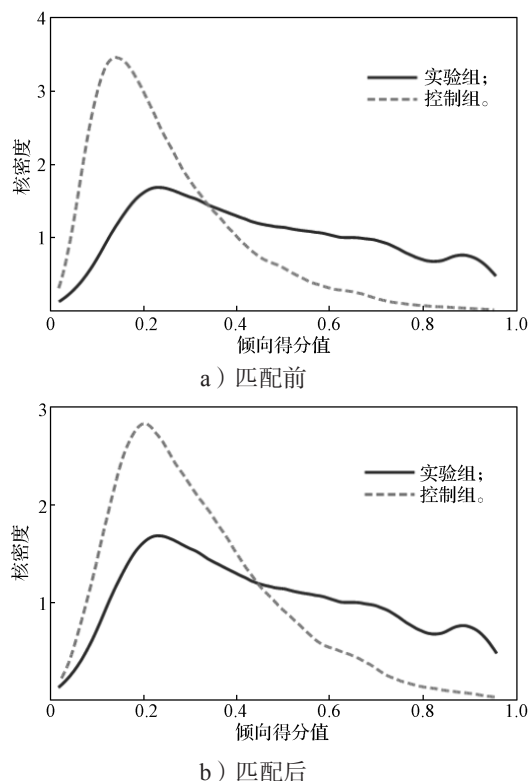 4
3
2
1
核密度
实验组；
控制组。
0
0.2
0.4
0.6
0.8
1.0
倾向得分值
a）匹配前
3
2
1
核密度
实验组；
控制组。
0
0.2
0.4
0.6
0.8
1.0
倾向得分值
b）匹配后